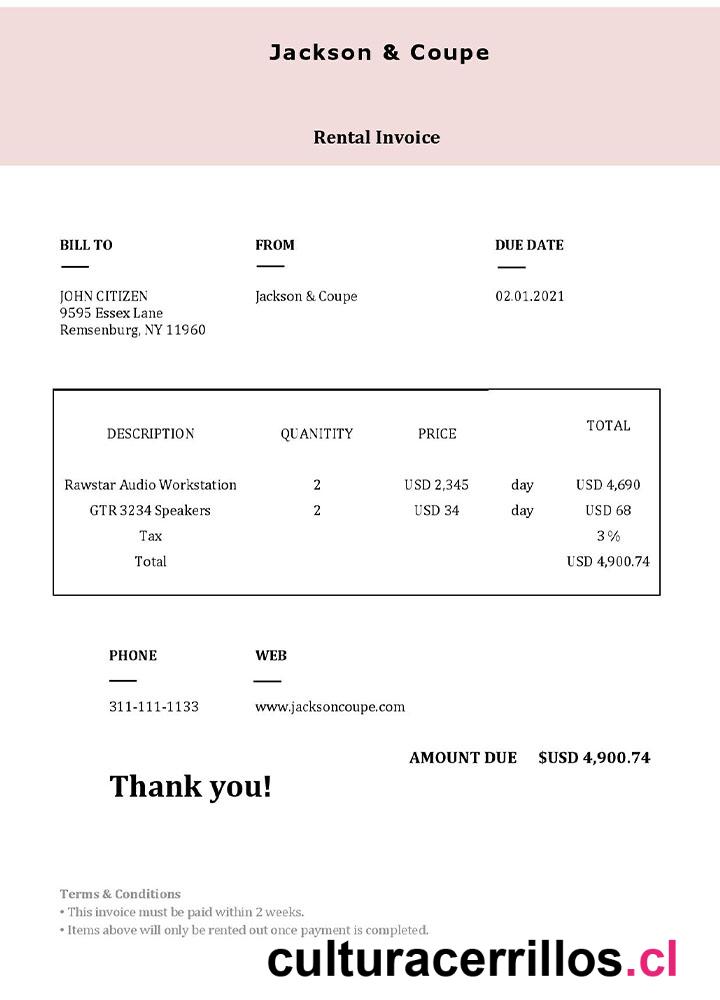 Jackson & Coupe
Rental Invoice
BILL TO
FROM
DUE DATE
JOHN CITIZEN
9595 Essex Lane
Remsenburg, NY 11960
Jackson & Coupe
02.01.2021
DESCRIPTION QUANITITY PRICE TOTAL
Rawstar Audio Workstation 2 USD 2,345 day USD 4,690
GTR 3234 Speakers 2 USD 34 day USD 68
Tax 3 %
Total USD 4,900.74
PHONE
WEB
311-111-1133
www.jacksoncoupe.com
AMOUNT DUE $USD 4,900.74
Thank you!
Terms & Conditions
• This invoice must be paid within 2 weeks.
• Items above will only be rented out once payment is completed.
culturacerrillos.cl